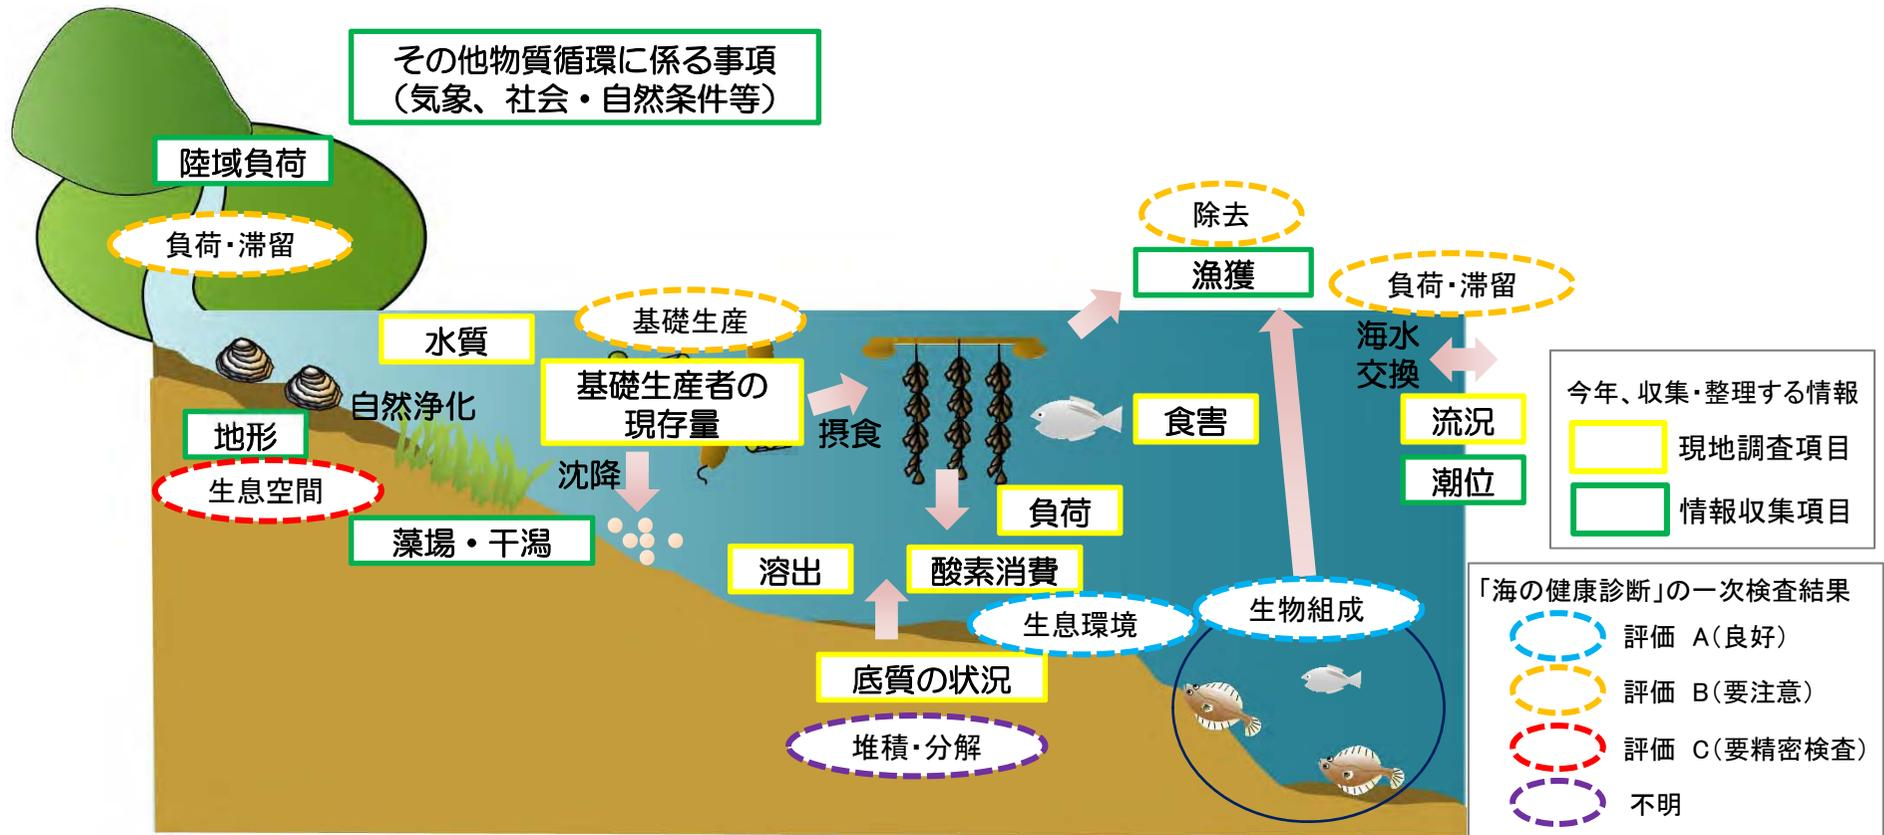 その他物質循環に係る事項
（気象、社会・自然条件等）
陸域負荷
負荷・滞留
除去
漁獲
負荷・滞留
海水
交換
水質
基礎生産
基礎生産者の
現存量
摂食
食害
流況
潮位
自然浄化
地形
生息空間
沈降
藻場・干潟
負荷
溶出
酸素消費
生息環境
生物組成
底質の状況
堆積・分解
今年、収集・整理する情報
現地調査項目
情報収集項目
「海の健康診断」の一次検査結果
評価 A（良好）
評価 B（要注意）
評価 C（要精密検査）
不明